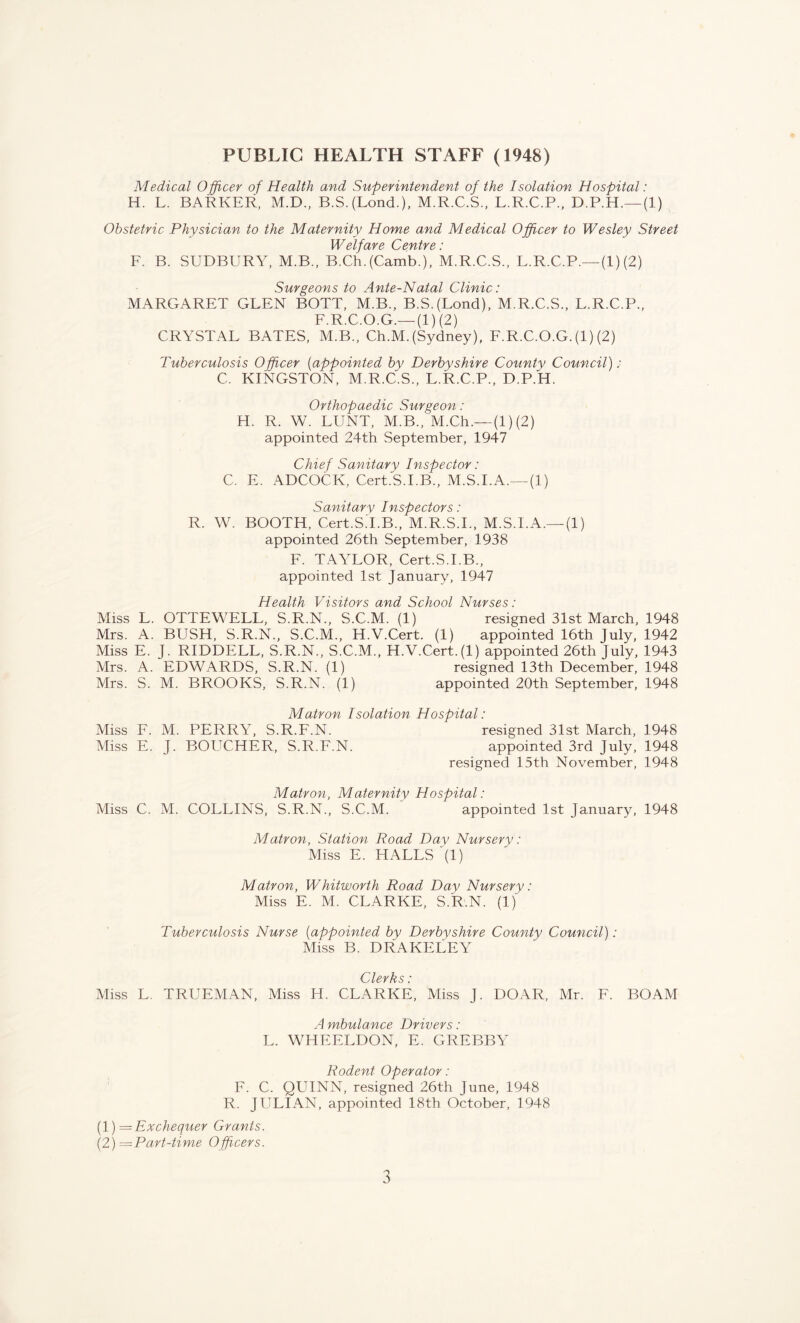 PUBLIC HEALTH STAFF (1948)
Medical Officer of Health and Superintendent of the Isolation Hospital:
H. L. BARKER, M.D., B.S.(Lond.), M.R.C.S., L.R.C.P., D.P.H.—(1)
Obstetric Physician to the Maternity Home and Medical Officer to Wesley Street
Welfare Centre:
F. B. SUDBURY, M.B., B.Ch.(Camb.), M.R.C.S., L.R.C.P.—(1)(2)
Surgeons to Ante-Natal Clinic:
MARGARET GLEN BOTT, M.B., B.S.(Lond), M.R.C.S., L.R.C.P.,
F.R.C.O.G.—(1)(2)
CRYSTAL BATES, M.B., Ch.M.(Sydney), F.R.C.O.G.(1)(2)
Tuberculosis Officer (appointed by Derbyshire County Council):
C. KINGSTON, M.R.C.S., L.R.C.P., D.P.H.
Orthopaedic Surgeon:
H. R. W. LUNT, M.B., M.Ch.—(1)(2)
appointed 24th September, 1947
Chief Sanitary Inspector:
C. E. ADCOCK, Cert.S.I.B., M.S.I.A.—(1)
Sanitary Inspectors:
R. W. BOOTH, Cert.S.I.B., M.R.S.I., M.S.I.A.—(1)
appointed 26th September, 1938
F. TAYLOR, Cert.S.I.B.,
appointed 1st January, 1947
Health Visitors and School Nurses:
Miss L. OTTEWELL, S.R.N., S.C.M. (1) resigned 31st March, 1948
Mrs. A. BUSH, S.R.N., S.C.M., H.V.Cert. (1) appointed 16th July, 1942
Miss E. J. RIDDELL, S.R.N., S.C.M., H.V.Cert.(1) appointed 26th July, 1943
Mrs. A. EDWARDS, S.R.N. (1) resigned 13th December, 1948
Mrs. S. M. BROOKS, S.R.N. (1) appointed 20th September, 1948
Matron Isolation Hospital:
Miss F. M. PERRY, S.R.F.N. resigned 31st March, 1948
Miss E. J. BOUCHER, S.R.F.N. appointed 3rd July, 1948
resigned 15th November, 1948
Matron, Maternity Hospital:
Miss C. M. COLLINS, S.R.N., S.C.M. appointed 1st January, 1948
Matron, Station Road Day Nursery:
Miss E. HALLS (1)
Matron, Whitworth Road Day Nursery:
Miss E. M. CLARKE, S.R.N. (1)
Tuberculosis Nurse (appointed by Derbyshire County Council):
Miss B. DRAKELEY
Clerks:
Miss L. TRUEMAN, Miss H. CLARKE, Miss J. DOAR, Mr. F. BOAM
Ambulance Drivers:
L. WHEELDON, E. GREBBY
Rodent Operator:
F. C. QUINN, resigned 26th June, 1948
R. JULIAN, appointed 18th October, 1948
(1)=Exchequer Grants.
(2)=Part-time Officers.
3